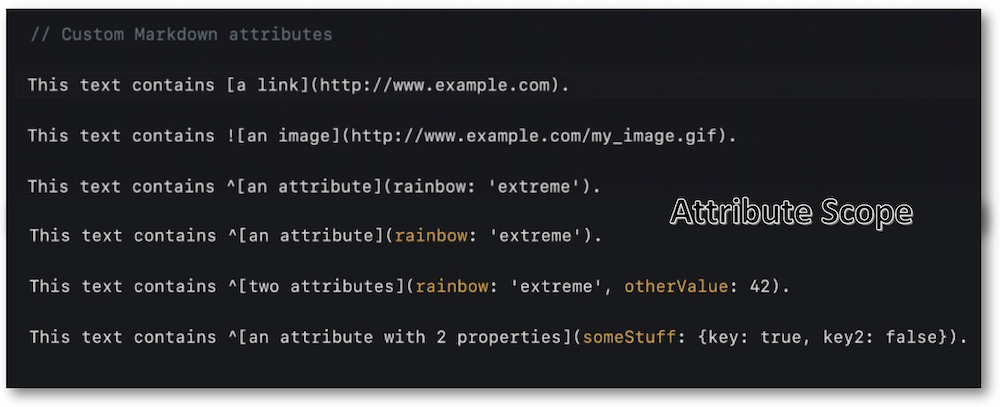 // Custom Markdown attributes
This text contains [a link](http://www.example.com).
This text contains ![an image](http://www.example.com/my_image.gif).
This text contains ^[an attribute](rainbow: 'extreme').
Attribute Scope
This text contains ^[an attribute](rainbow: 'extreme').
This text contains ^[two attributes](rainbow: 'extreme', otherValue: 42).
This text contains ^[an attribute with 2 properties](someStuff: {key: true, key2: false}).